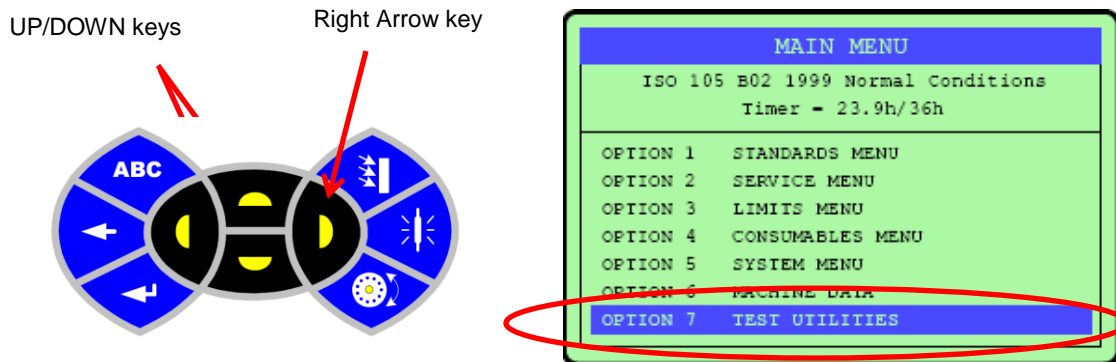 UP/DOWN keys
Right Arrow key
ABC
MAIN MENU
ISO 105 B02 1999 Normal Conditions
Timer = 23.9h/36h
OPTION 1 STANDARDS MENU
OPTION 2 SERVICE MENU
OPTION 3 LIMITS MENU
OPTION 4 CONSUMABLES MENU
OPTION 5 SYSTEM MENU
OPTION 6 MACHINE DATA
OPTION 7 TEST UTILITIES